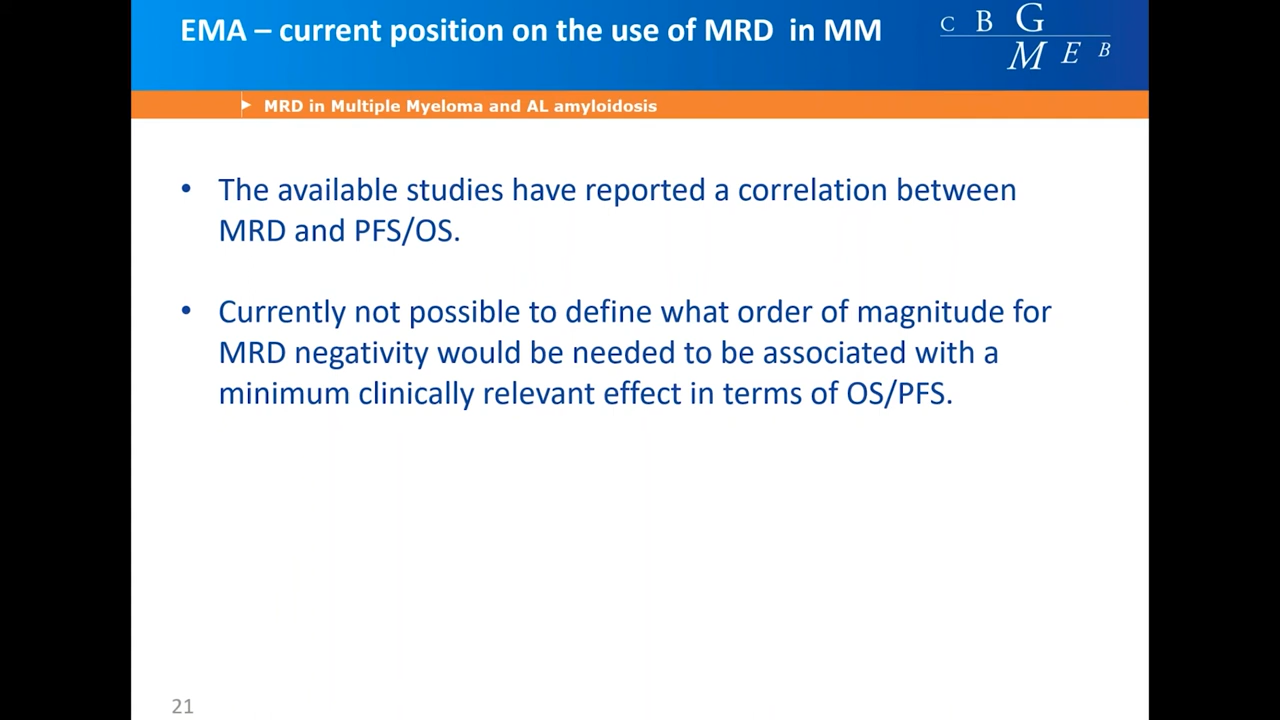 EMA – current position on the use of MRD in MM
C B G
M E B
MRD in Multiple Myeloma and AL amyloidosis
• The available studies have reported a correlation between
MRD and PFS/OS.
• Currently not possible to define what order of magnitude for
MRD negativity would be needed to be associated with a
minimum clinically relevant effect in terms of OS/PFS.
21